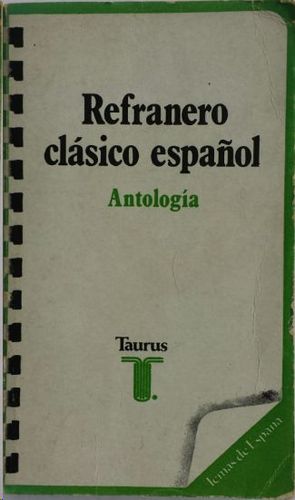 Refranero
clásico español
Antología
Taurus
Temas de España